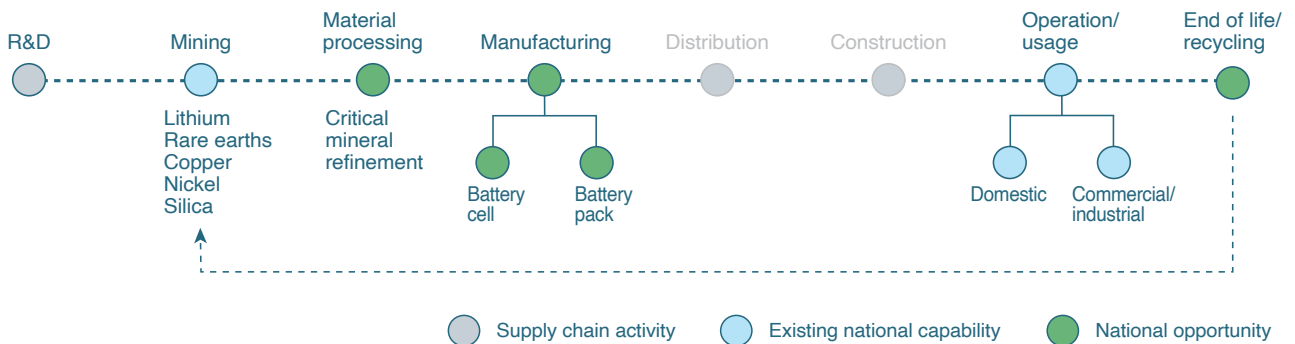 R&D
Mining
Material
processing
Manufacturing
Distribution
Construction
Operation/
usage
End of life/
recycling
Lithium
Rare earths
Copper
Nickel
Silica
Critical
mineral
refinement
Battery
cell
Battery
pack
Domestic
Commercial/
industrial
Supply chain activity
Existing national capability
National opportunity